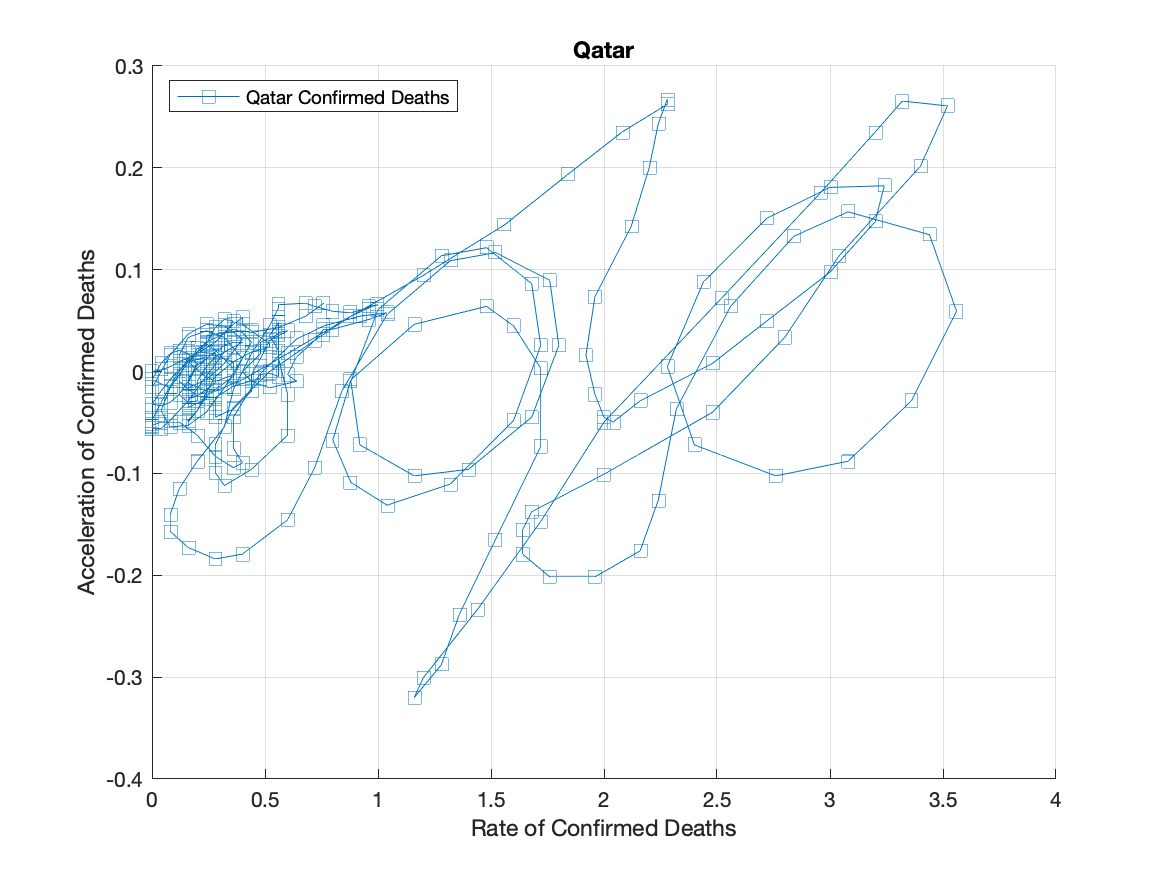 Qatar
Qatar Confirmed Deaths
0.3
0.2
0.1
0
-0.1
-0.2
-0.3
-0.4
Acceleration of Confirmed Deaths
0 0.5 1 1.5 2 2.5 3 3.5 4
Rate of Confirmed Deaths